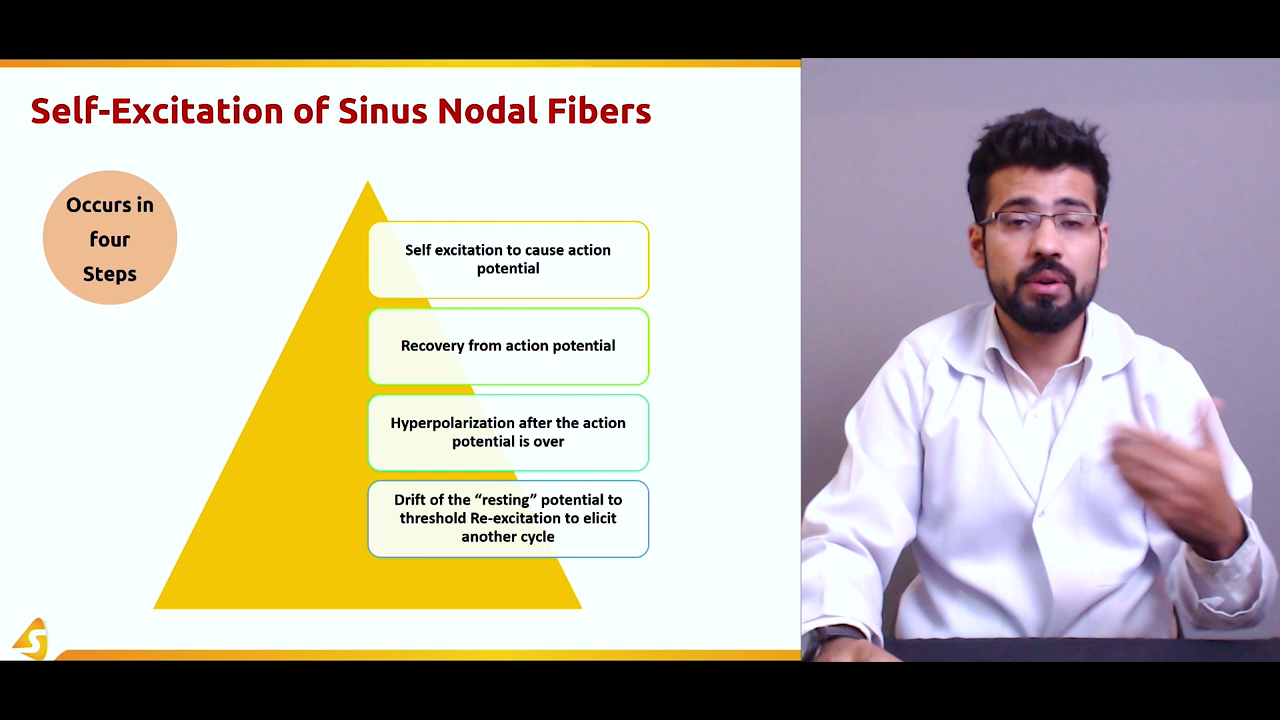 Self-Excitation of Sinus Nodal Fibers
Occurs in
four
Steps
Self excitation to cause action
potential
Recovery from action potential
Hyperpolarization after the action
potential is over
Drift of the “resting” potential to
threshold Re-excitation to elicit
another cycle
S